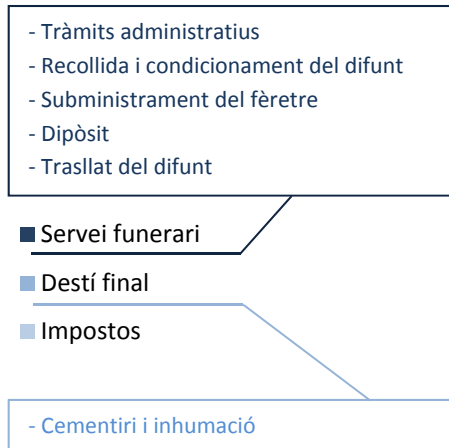 - Tràmits administratius
- Recollida i condicionament del difunt
- Subministrament del fèretre
- Dipòsit
- Trasllat del difunt
Servei funerari
Destí final
Impostos
- Cementiri i inhumació